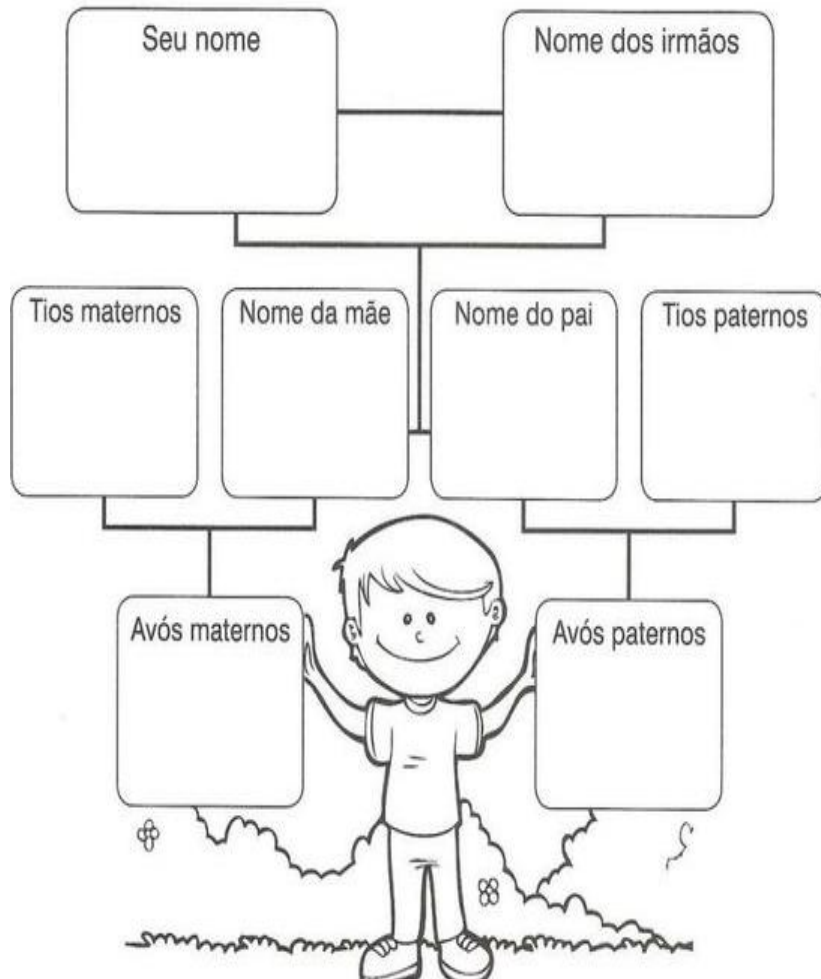 Seu nome
Nome dos irmãos
Tios maternos
Nome da mãe
Nome do pai
Tios paternos
Avós maternos
Avós paternos